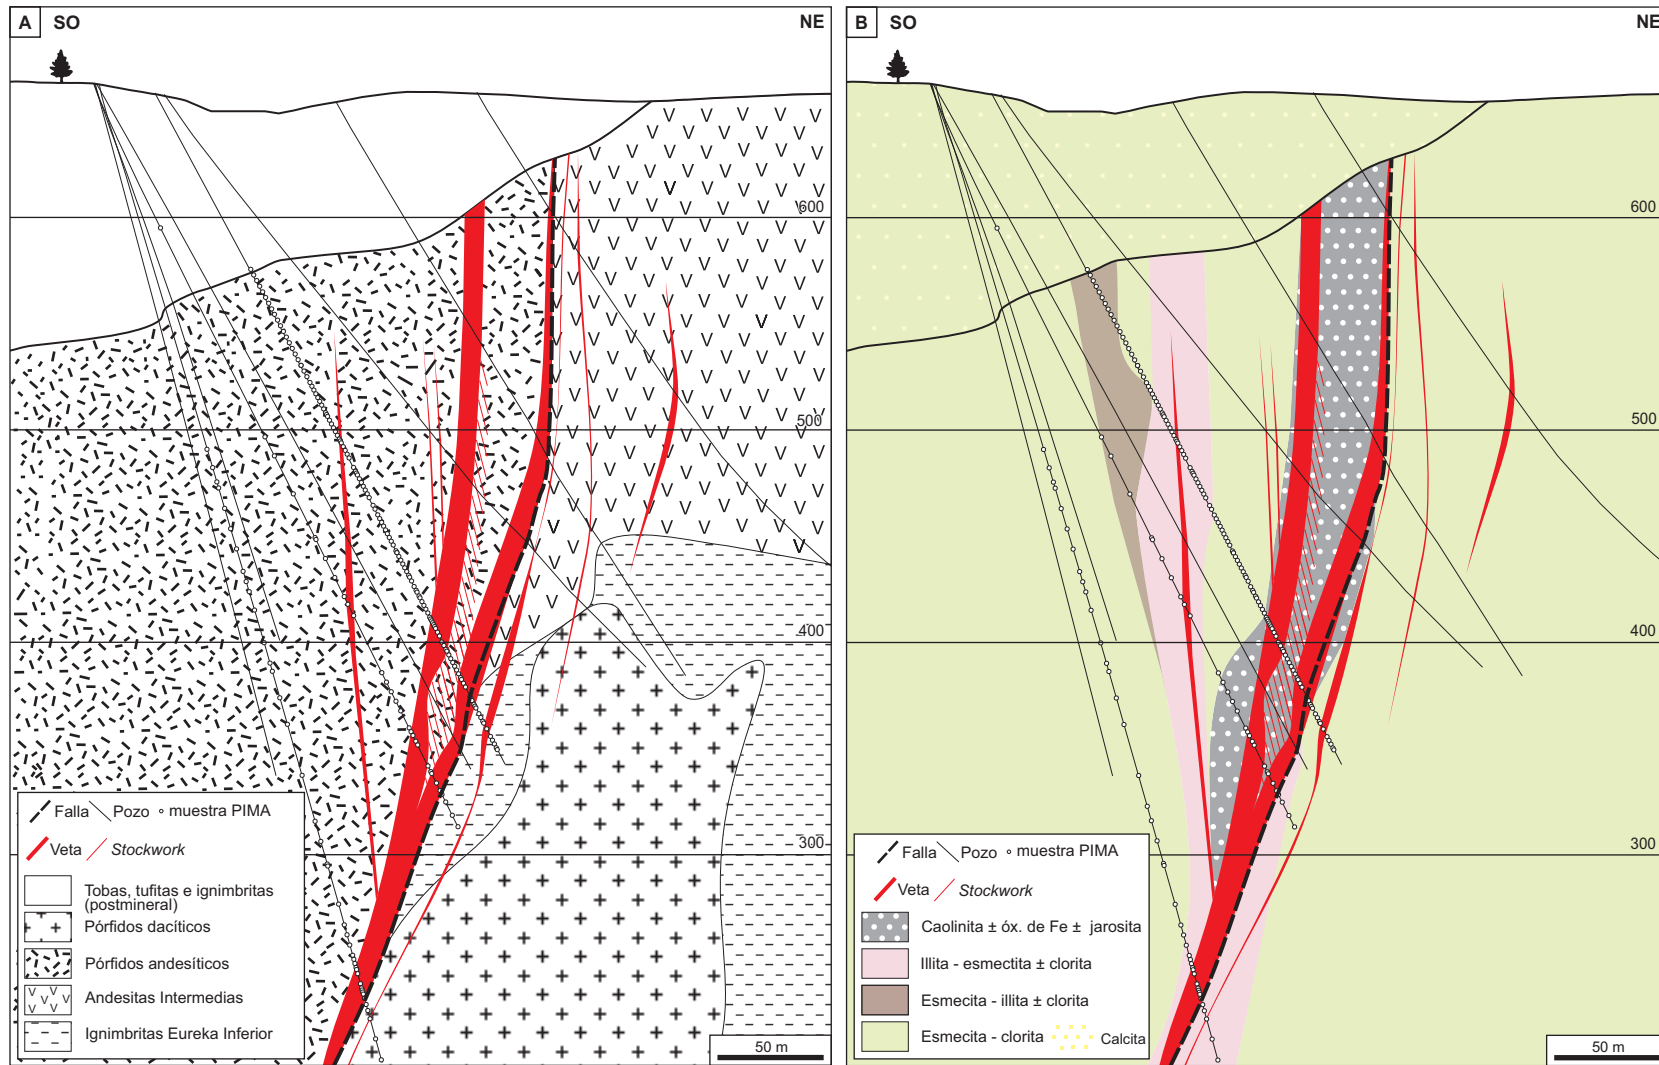 A SO NE
600
500
400
300
Falla Pozo muestra PIMA
Veta Stockwork
Tobas, tufitas e ignimbritas
(postmineral)
Pórfidos dacíticos
Pórfidos andesíticos
Andesitas Intermedias
Ignimbritas Eureka Inferior
50 m
B SO NE
600
500
400
300
Falla Pozo muestra PIMA
Veta Stockwork
Caolinita ± óx. de Fe ± jarosita
Illita - esmectita ± clorita
Esmecita - illita ± clorita
Esmecita - clorita Calcita
50 m